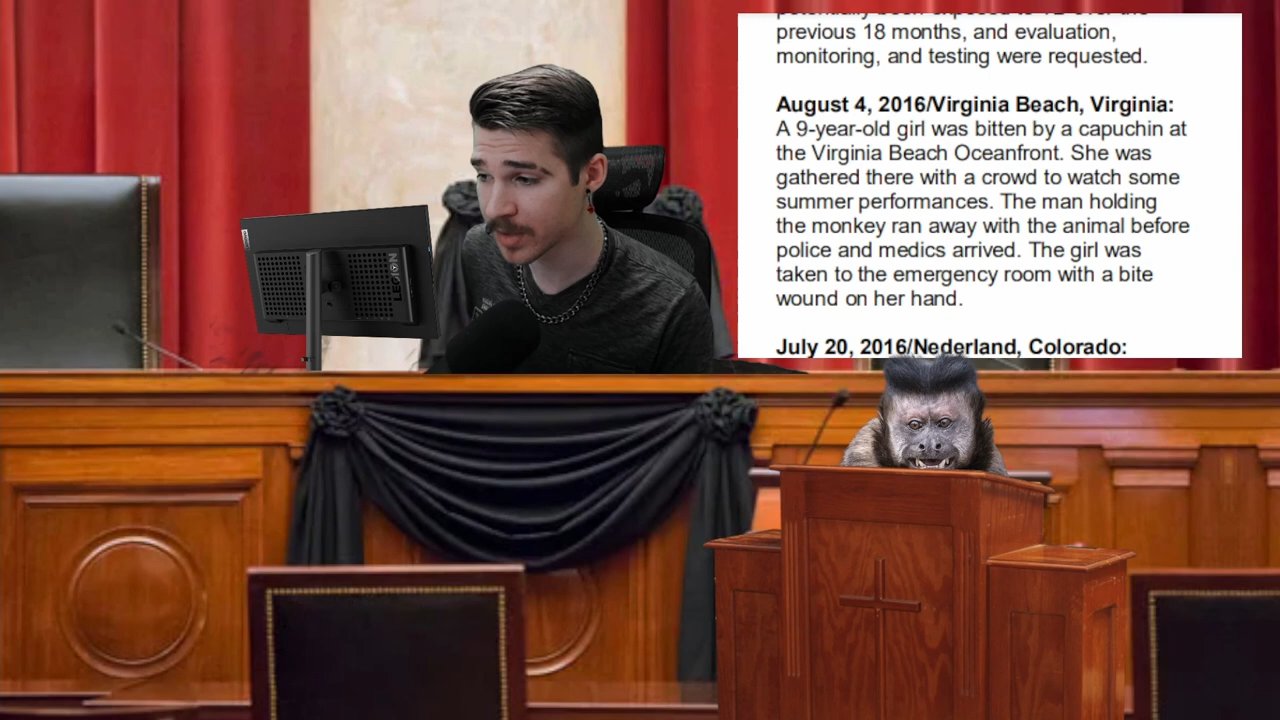 previous 18 months, and evaluation,
monitoring, and testing were requested.
August 4, 2016/Virginia Beach, Virginia:
A 9-year-old girl was bitten by a capuchin at
the Virginia Beach Oceanfront. She was
gathered there with a crowd to watch some
summer performances. The man holding
the monkey ran away with the animal before
police and medics arrived. The girl was
taken to the emergency room with a bite
wound on her hand.
July 20, 2016/Nederland, Colorado:
LEGION